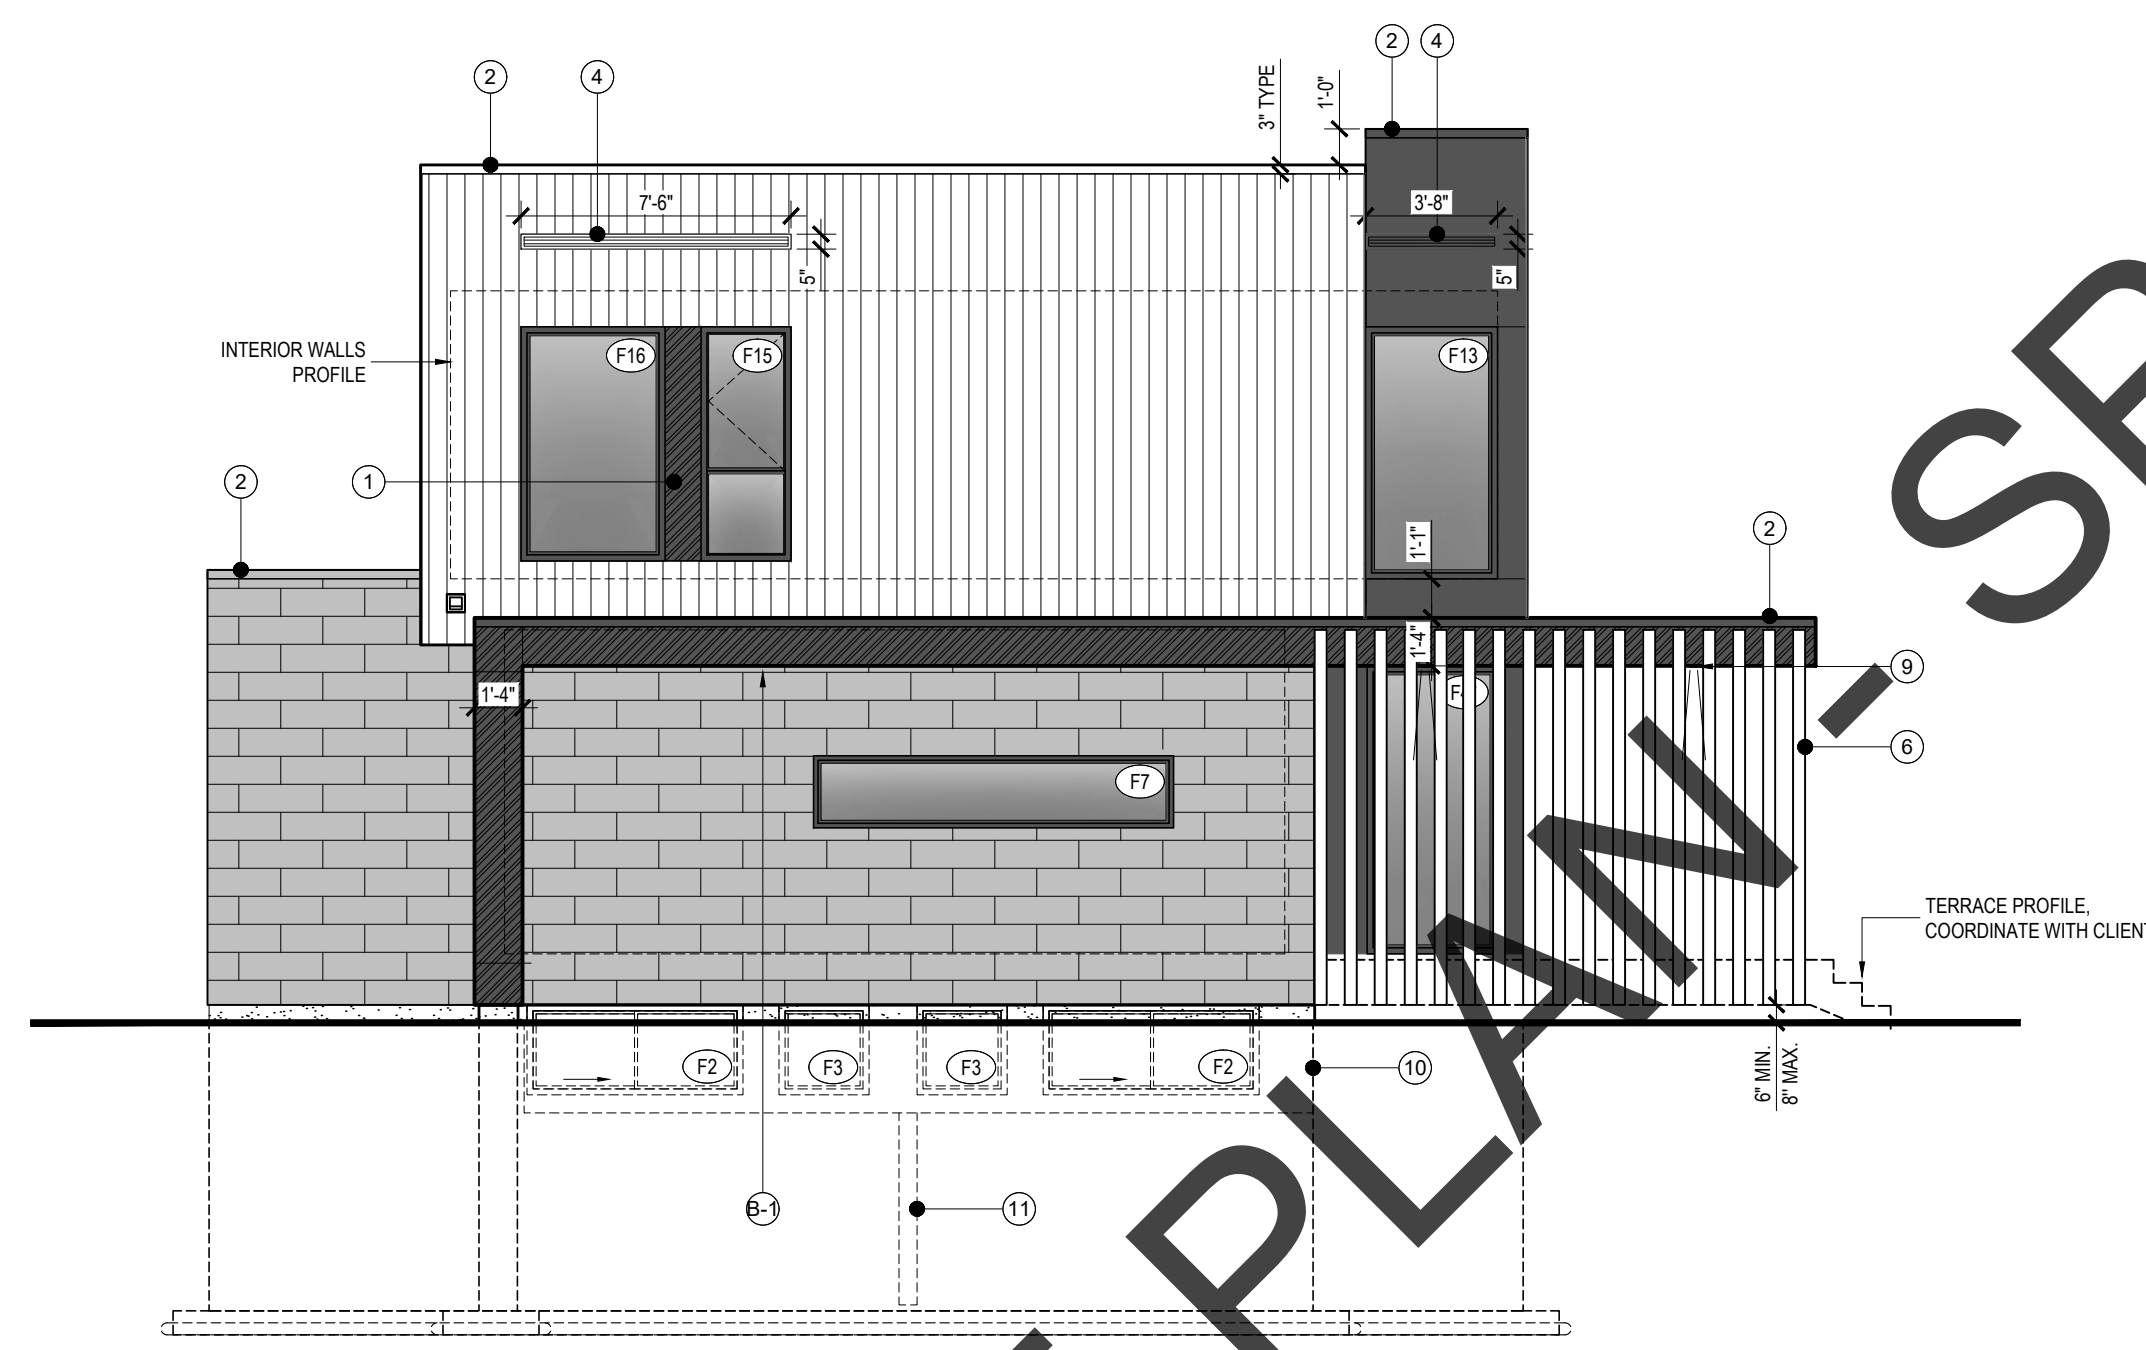 2
4
2
4
2
3" TYPE
1'-0"
7'-6"
3'-8"
5"
5"
INTERIOR WALLS
PROFILE
F16
F15
F13
1
2
2
1'-1"
1'-4"
1'-4"
9
6
F7
TERRACE PROFILE,
COORDINATE WITH CLIENT
F2
F3
F3
F2
10
6" MIN.
8" MAX.
B-1
11
PLAN -